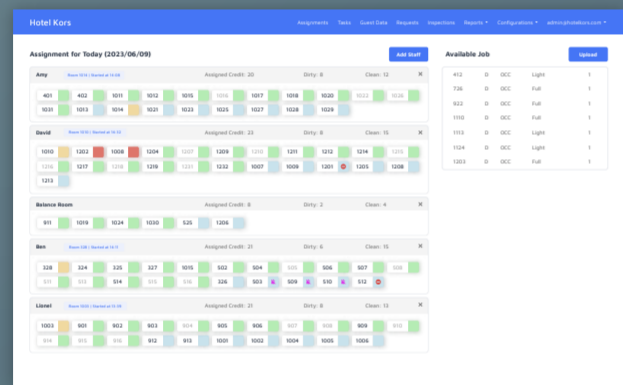 Hotel Kors
Assignments Tasks Guest Data Requests Inspections Reports Configurations admin@hotelkors.com
Assignment for Today (2023/06/09)
Add Staff
Available Job
Upload
Amy Assigned Credit: 20 Dirty: 8 Clean: 12 ×
401 402 1011 1012 1015 1016 1017 1018 1020 1023 1026
1031 1013 1014 1021 1023 1025 1027 1028 1029
David Assigned Credit: 23 Dirty: 8 Clean: 15 ×
1010 1202 1008 1204 1207 1209 1210 1211 1212 1214 1215
1216 1217 1218 1219 1231 1232 1007 1009 1201 1205 1208
1213
Balance Room Assigned Credit: 8 Dirty: 2 Clean: 4 ×
911 1019 1024 1030 525 1206
Ben Assigned Credit: 21 Dirty: 6 Clean: 15 ×
328 324 325 327 1015 502 504 505 506 507 508
511 513 514 515 516 326 503 509 510 512
Lionel Assigned Credit: 21 Dirty: 8 Clean: 13 ×
1003 901 902 903 904 905 906 907 908 909 910
914 915 916 912 913 1001 1002 1004 1005 1006
412 D OCC Light 1
726 D OCC Full 1
922 D OCC Full 1
1110 D OCC Full 1
1113 D OCC Light 1
1124 D OCC Light 1
1203 D OCC Full 1